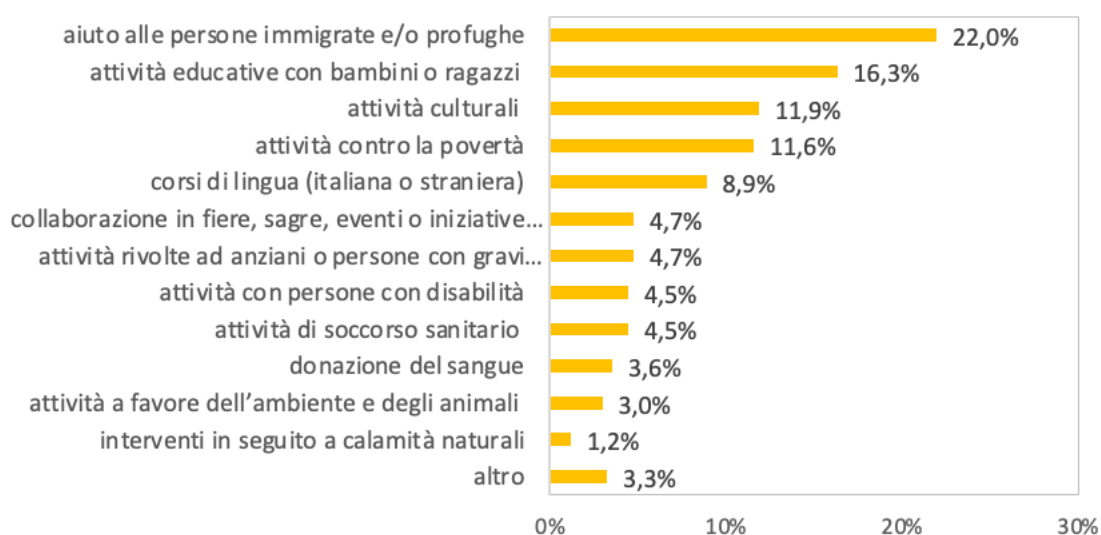 aiuto alle persone immigrate e/o profughe 22,0%
attività educative con bambini o ragazzi 16,3%
attività culturali 11,9%
attività contro la povertà 11,6%
corsi di lingua (italiana o straniera) 8,9%
collaborazione in fiere, sagre, eventi o iniziative... 4,7%
attività rivolte ad anziani o persone con gravi... 4,7%
attività con persone con disabilità 4,5%
attività di soccorso sanitario 4,5%
donazione del sangue 3,6%
attività a favore dell’ambiente e degli animali 3,0%
interventi in seguito a calamità naturali 1,2%
altro 3,3%
0% 10% 20% 30%